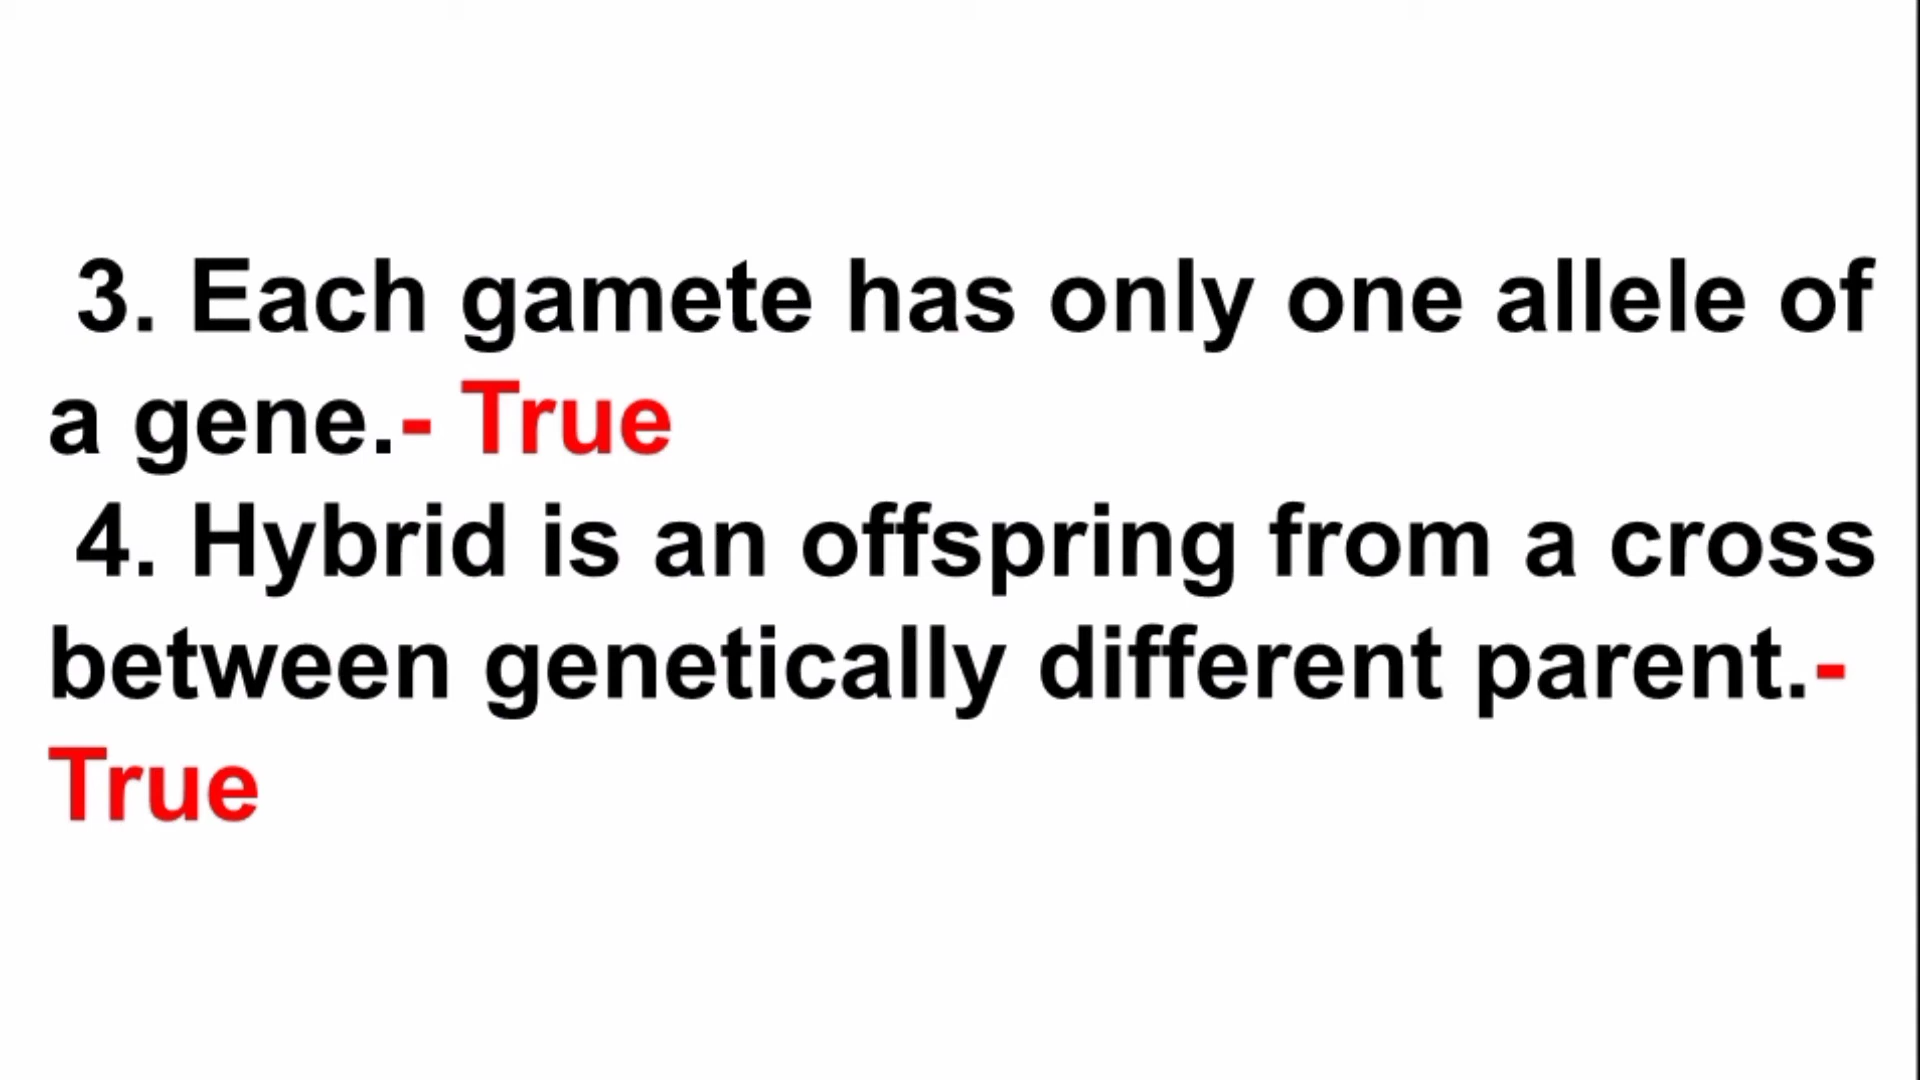 3. Each gamete has only one allele of
a gene.- True
4. Hybrid is an offspring from a cross
between genetically different parent.-
True